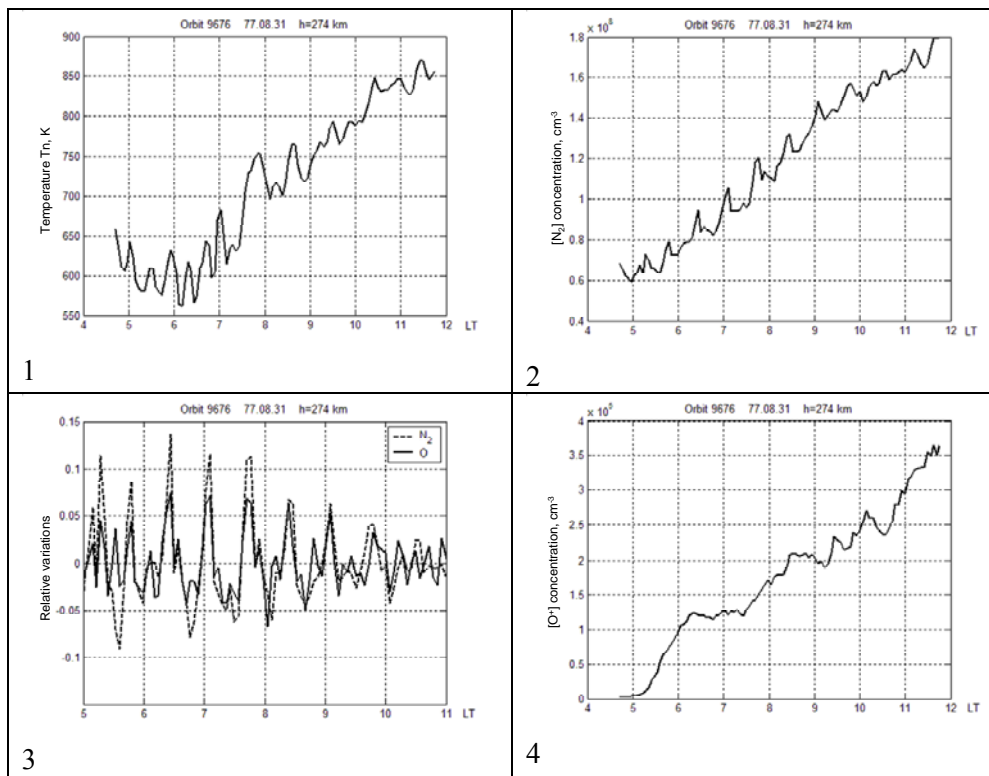 Orbit 9676 77.08.31 h=274 km
900
850
800
750
700
650
600
550
Temperature Tn, K
4 5 6 7 8 9 10 11 12 LT
1
Orbit 9676 77.08.31 h=274 km
x 10⁸
1.8
1.6
1.4
1.2
1
0.8
0.6
0.4
[N₂] concentration, cm⁻³
4 5 6 7 8 9 10 11 12 LT
2
Orbit 9676 77.08.31 h=274 km
0.15
0.1
0.05
0
-0.05
-0.1
Relative variations
N₂
O
5 6 7 8 9 10 11 LT
3
Orbit 9676 77.08.31 h=274 km
x 10⁵
4
3.5
3
2.5
2
1.5
1
0.5
0
[O⁺] concentration, cm⁻³
4 5 6 7 8 9 10 11 12 LT
4